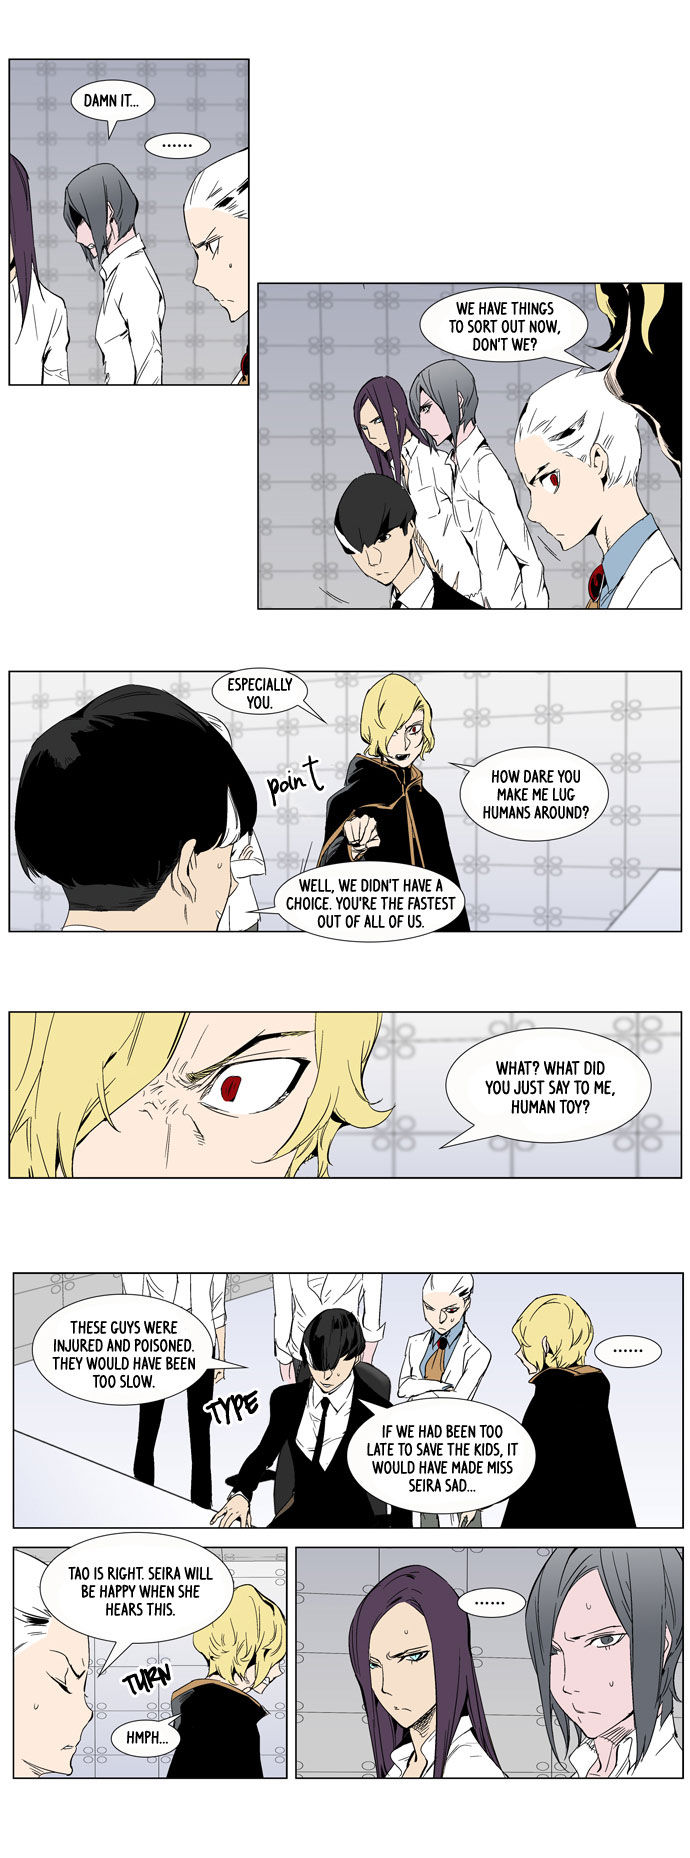 DAMN IT...
......
WE HAVE THINGS
TO SORT OUT NOW,
DON'T WE?
ESPECIALLY
YOU.
point
HOW DARE YOU
MAKE ME LUG
HUMANS AROUND?
WELL, WE DIDN'T HAVE A
CHOICE. YOU'RE THE FASTEST
OUT OF ALL OF US.
WHAT? WHAT DID
YOU JUST SAY TO ME,
HUMAN TOY?
THESE GUYS WERE
INJURED AND POISONED.
THEY WOULD HAVE BEEN
TOO SLOW.
TYPE
......
IF WE HAD BEEN TOO
LATE TO SAVE THE KIDS, IT
WOULD HAVE MADE MISS
SEIRA SAD...
TAO IS RIGHT. SEIRA WILL
BE HAPPY WHEN SHE
HEARS THIS.
TURN
HMPH...
......